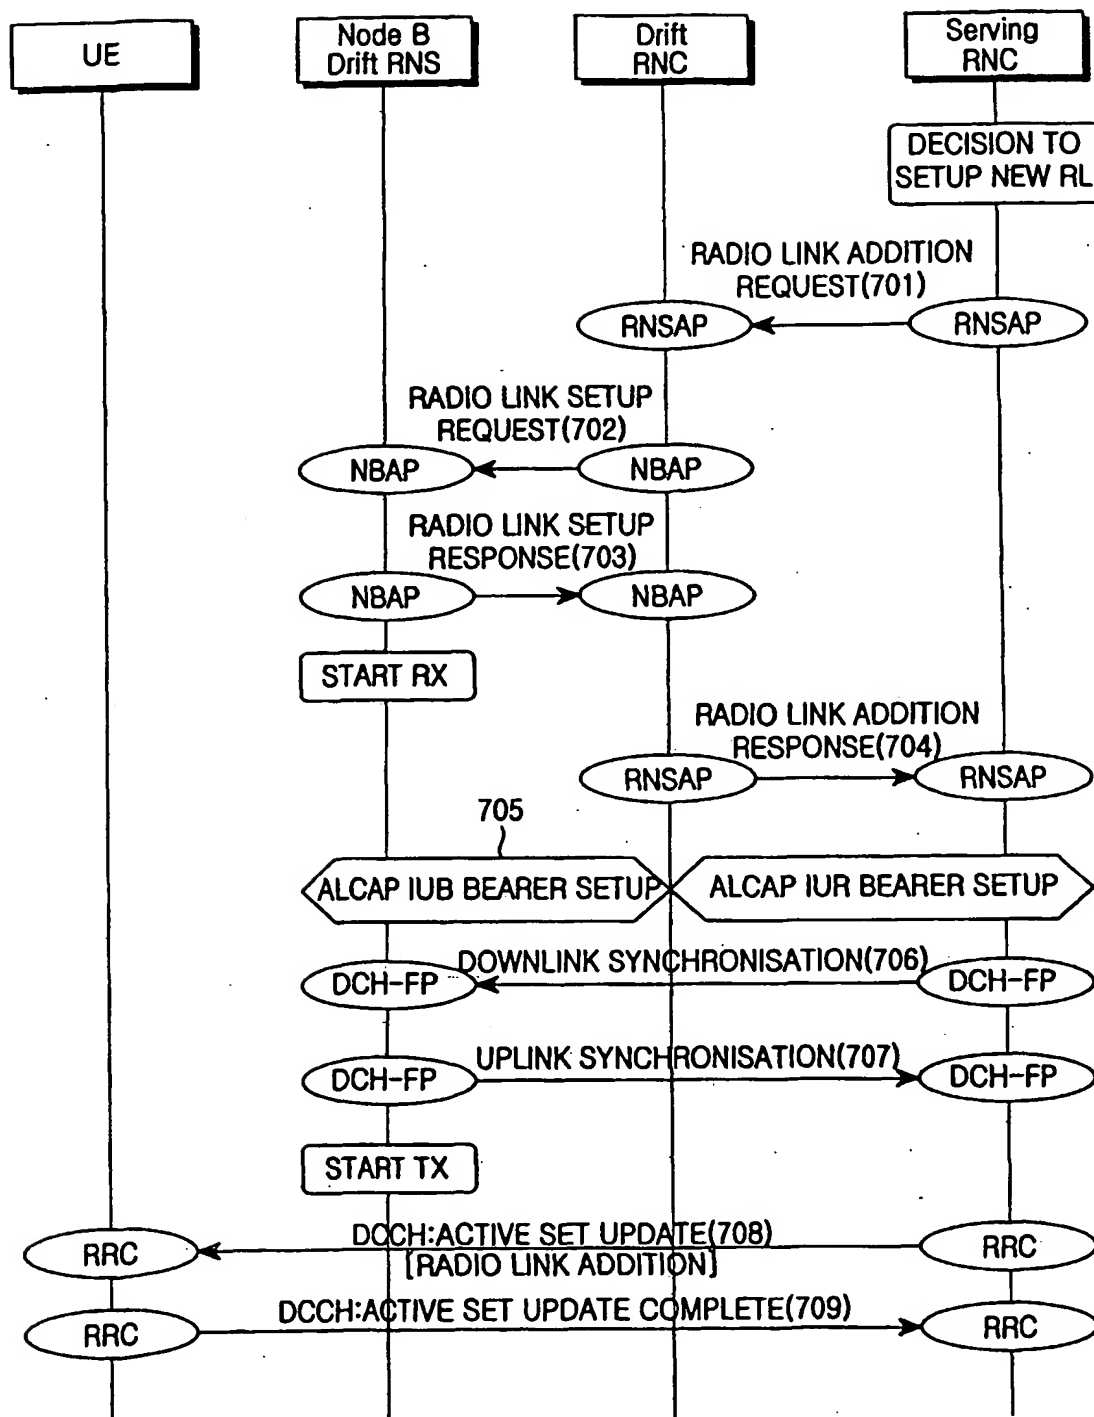 UE
Node B
Drift RNS
Drift
RNC
Serving
RNC
DECISION TO
SETUP NEW RL
RADIO LINK ADDITION
REQUEST(701)
RNSAP
RNSAP
RADIO LINK SETUP
REQUEST(702)
NBAP
NBAP
RADIO LINK SETUP
RESPONSE(703)
NBAP
NBAP
START RX
RADIO LINK ADDITION
RESPONSE(704)
RNSAP
RNSAP
705
ALCAP IUB BEARER SETUP
ALCAP IUR BEARER SETUP
DOWNLINK SYNCHRONISATION(706)
DCH-FP
DCH-FP
UPLINK SYNCHRONISATION(707)
DCH-FP
DCH-FP
START TX
DCCH:ACTIVE SET UPDATE(708)
RRC
RRC
[RADIO LINK ADDITION]
DCCH:ACTIVE SET UPDATE COMPLETE(709)
RRC
RRC